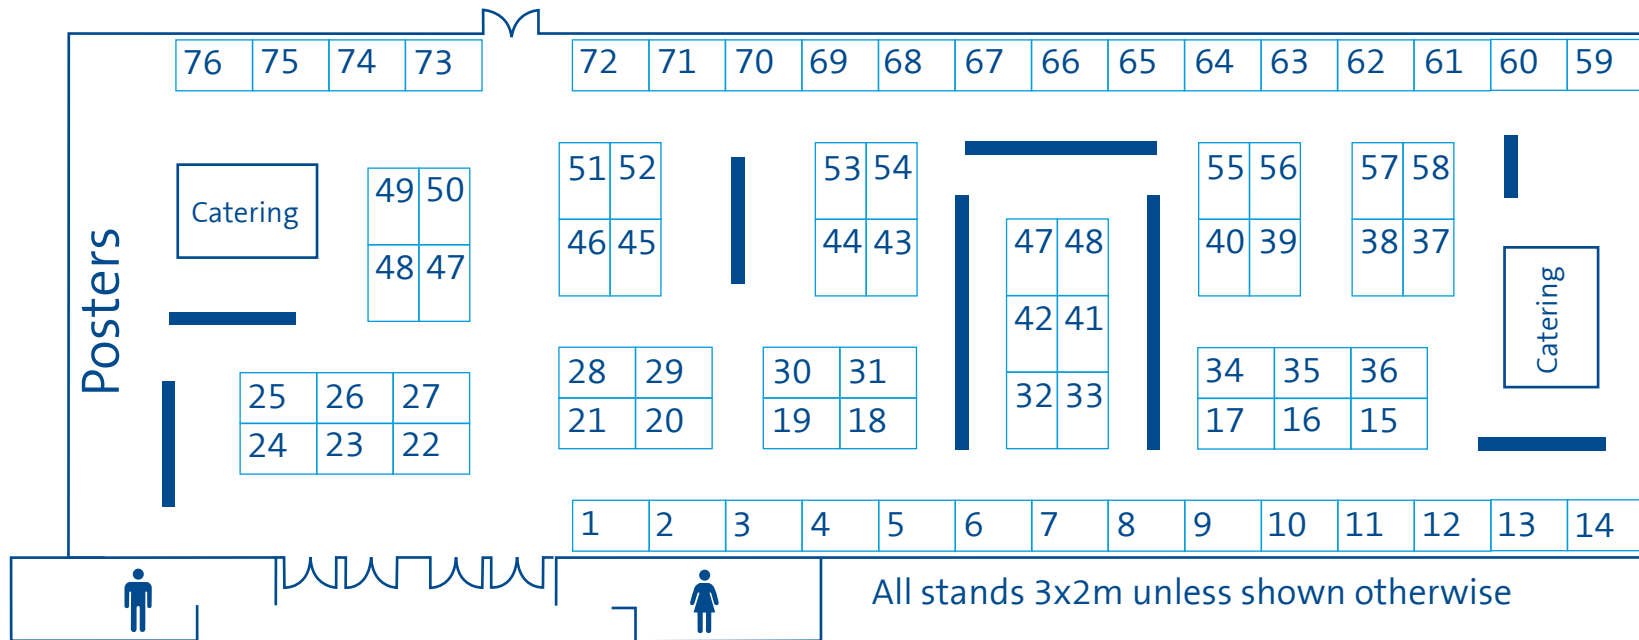 76 75 74 73 72 71 70 69 68 67 66 65 64 63 62 61 60 59
51 52 53 54 55 56 57 58
49 50
Catering
46 45 44 43 47 48 40 39 38 37
48 47
Posters
42 41
Catering
28 29 30 31 34 35 36
25 26 27
32 33
21 20 19 18 17 16 15
24 23 22
1 2 3 4 5 6 7 8 9 10 11 12 13 14
All stands 3x2m unless shown otherwise